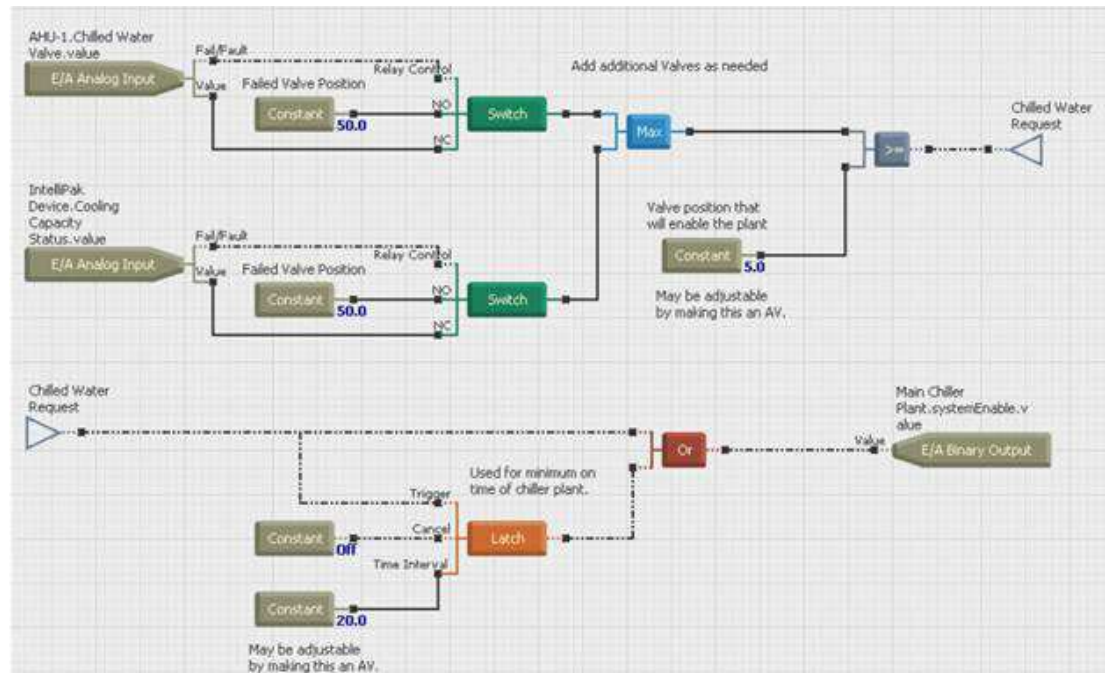 AHU-1.Chilled Water
Valve.value
Fail/Fault
E/A Analog Input
Value
Relay Control
Failed Valve Position
Constant
50.0
NO
NC
Switch
Add additional Valves as needed
Max
>=
Chilled Water
Request
IntelliPak
Device.Cooling
Capacity
Status.value
Fail/Fault
E/A Analog Input
Value
Relay Control
Failed Valve Position
Constant
50.0
NO
NC
Switch
Valve position that
will enable the plant
Constant
5.0
May be adjustable
by making this an AV.
Chilled Water
Request
Main Chiller
Plant.systemEnable.v
alue
Or
Value
E/A Binary Output
Used for minimum on
time of chiller plant.
Trigger
Cancel
Time Interval
Latch
Constant
Off
Constant
20.0
May be adjustable
by making this an AV.